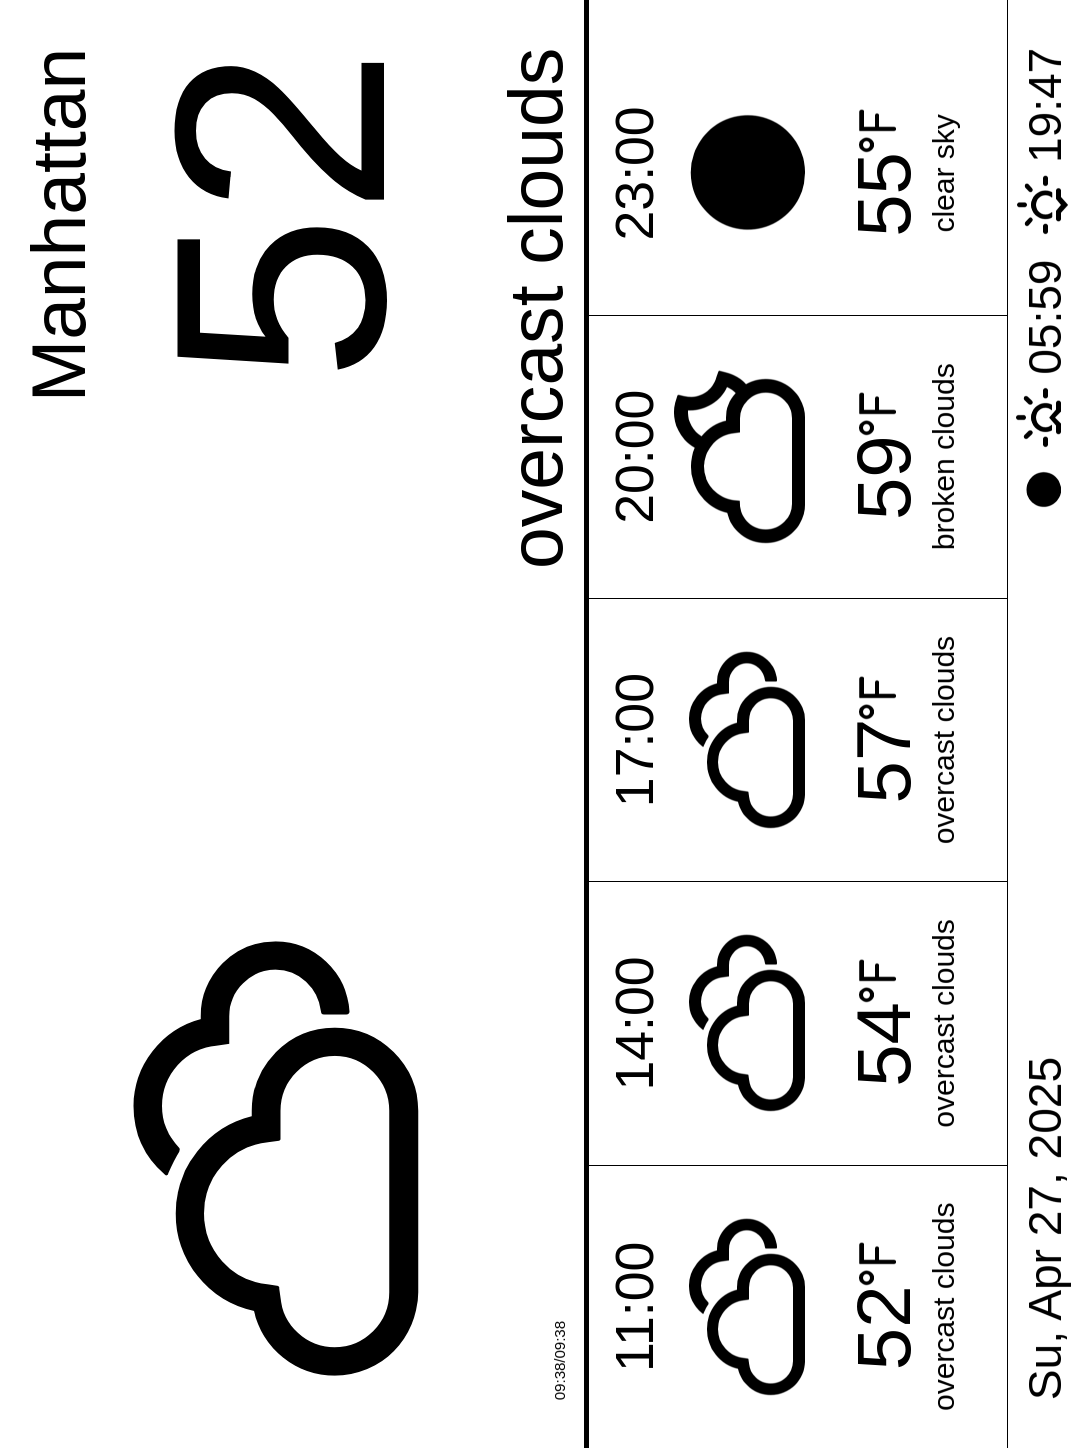 Manhattan
52
overcast clouds
09:38/09:38
11:00 14:00 17:00 20:00 23:00
52°F 54°F 57°F 59°F 55°F
overcast clouds overcast clouds overcast clouds broken clouds clear sky
Su, Apr 27, 2025 05:59 19:47